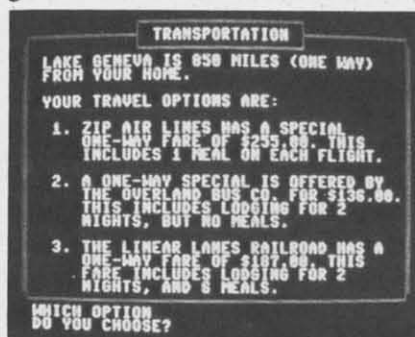 TRANSPORTATION
LAKE GENEVA IS 850 MILES (ONE WAY)
FROM YOUR HOME.
YOUR TRAVEL OPTIONS ARE:
1. ZIP AIR LINES HAS A SPECIAL
ONE-WAY FARE OF $255.00. THIS
INCLUDES 1 MEAL ON EACH FLIGHT.
2. A ONE-WAY SPECIAL IS OFFERED BY
THE OVERLAND BUS CO. FOR $136.00.
THIS INCLUDES LODGING FOR 2
NIGHTS, BUT NO MEALS.
3. THE LINEAR LANES RAILROAD HAS A
ONE-WAY FARE OF $187.00. THIS
FARE INCLUDES LODGING FOR 2
NIGHTS, AND 6 MEALS.
WHICH OPTION
DO YOU CHOOSE?